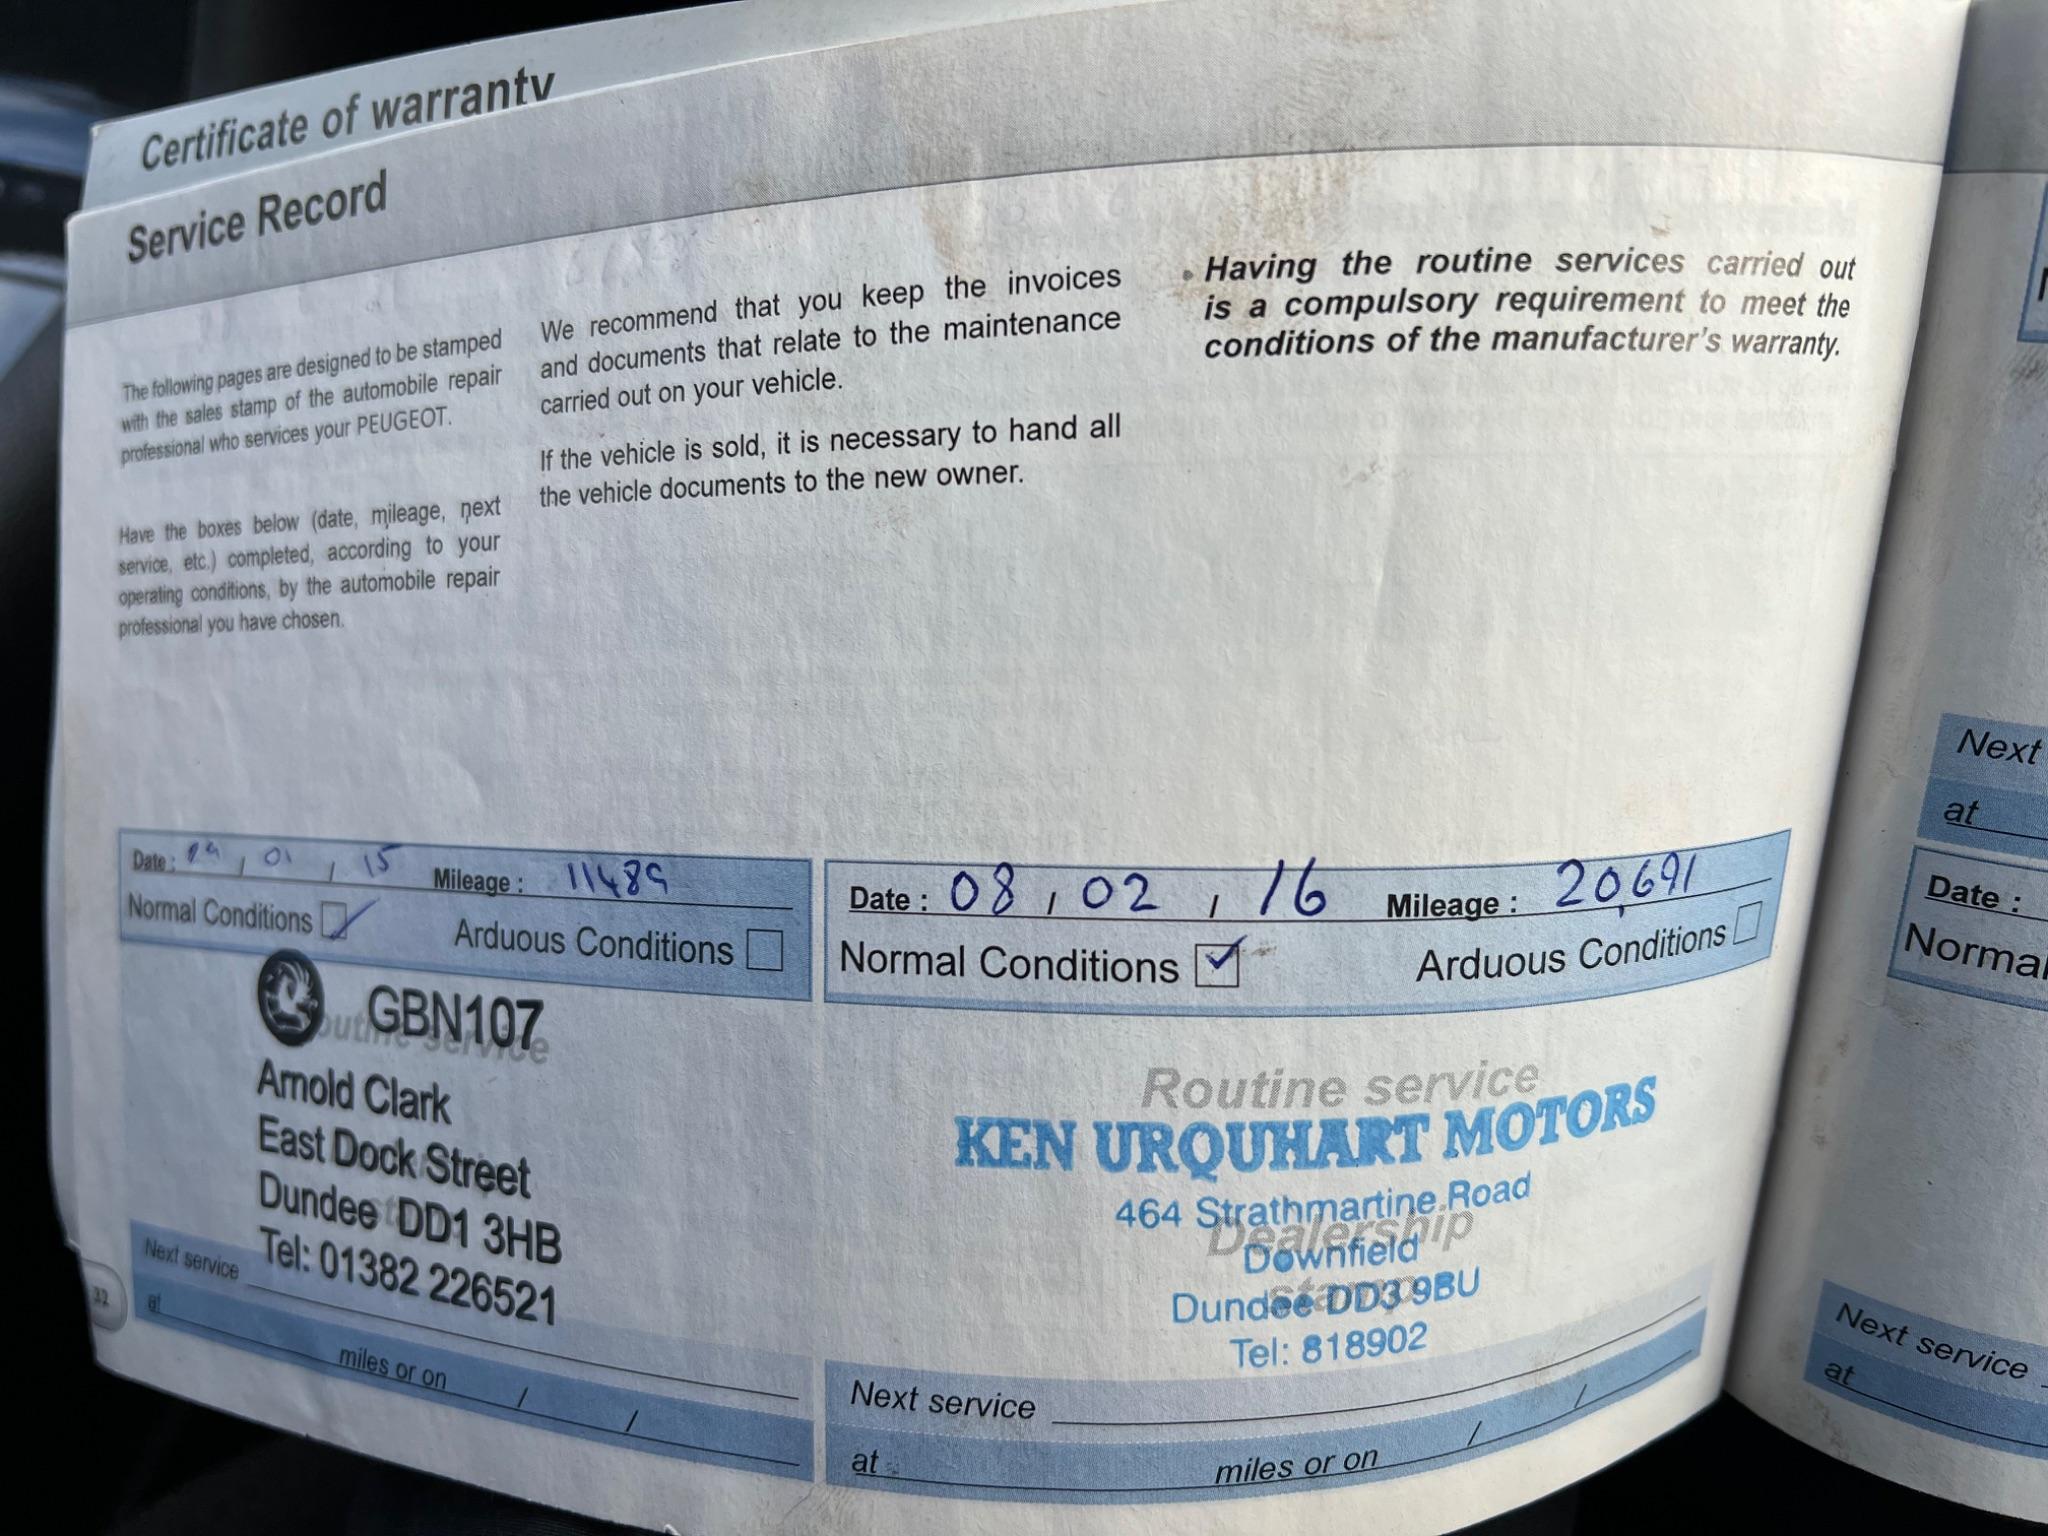 Certificate of warranty
Service Record
The following pages are designed to be stamped
with the sales stamp of the automobile repair
professional who services your PEUGEOT.
Have the boxes below (date, mileage, next
service, etc.) completed, according to your
operating conditions, by the automobile repair
professional you have chosen.
We recommend that you keep the invoices
and documents that relate to the maintenance
carried out on your vehicle.
If the vehicle is sold, it is necessary to hand all
the vehicle documents to the new owner.
• Having the routine services carried out
is a compulsory requirement to meet the
conditions of the manufacturer's warranty.
Date : / 01 / 15 Mileage : 11489
Normal Conditions Arduous Conditions
GBN107
Routine service
Arnold Clark
East Dock Street
Dundee DD1 3HB
Tel: 01382 226521
Next service
at
miles or on / /
32
Date : 08 / 02 / 16 Mileage : 20,691
Normal Conditions Arduous Conditions
Routine service
KEN URQUHART MOTORS
464 Strathmartine Road
Dealership
Downfield
stamp
Dundee DD3 9BU
Tel: 818902
Next service
at miles or on / /
Next
at
Date :
Normal
Next service
at